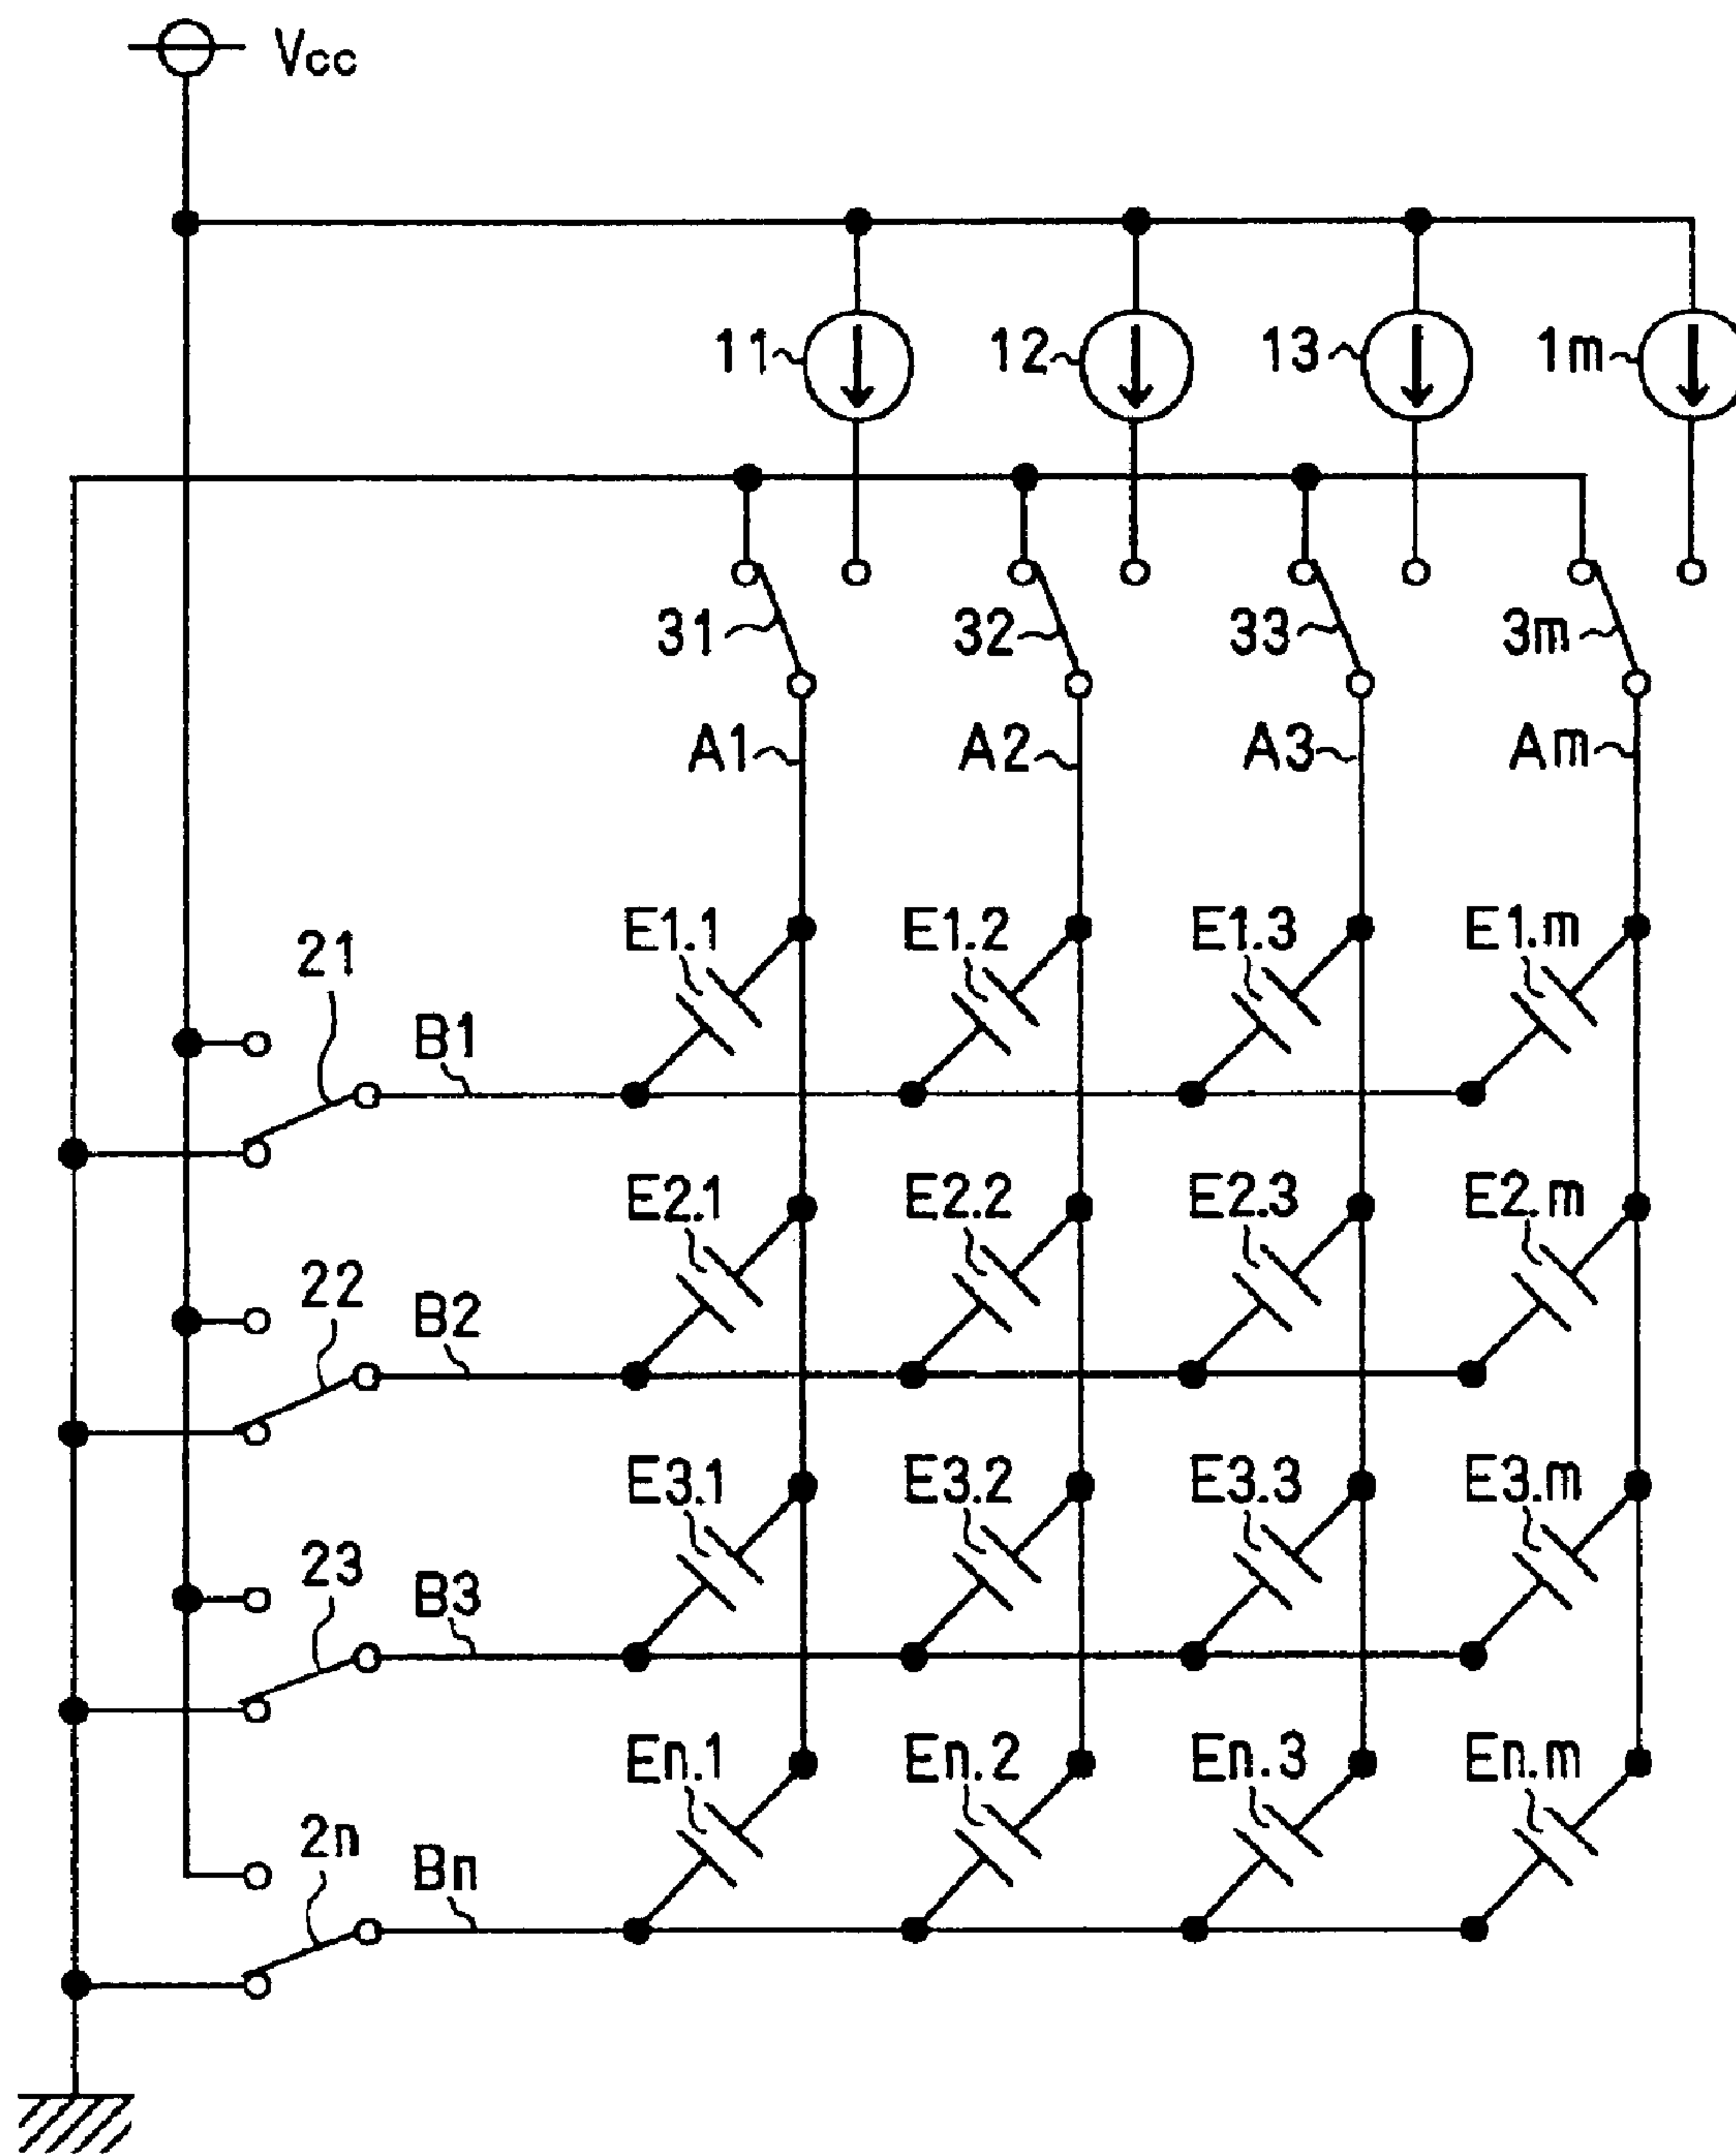 Vcc
11 12 13 1m
31 32 33 3m
A1 A2 A3 Am
E1.1 E1.2 E1.3 E1.m
21 B1
E2.1 E2.2 E2.3 E2.m
22 B2
E3.1 E3.2 E3.3 E3.m
23 B3
En.1 En.2 En.3 En.m
2n Bn